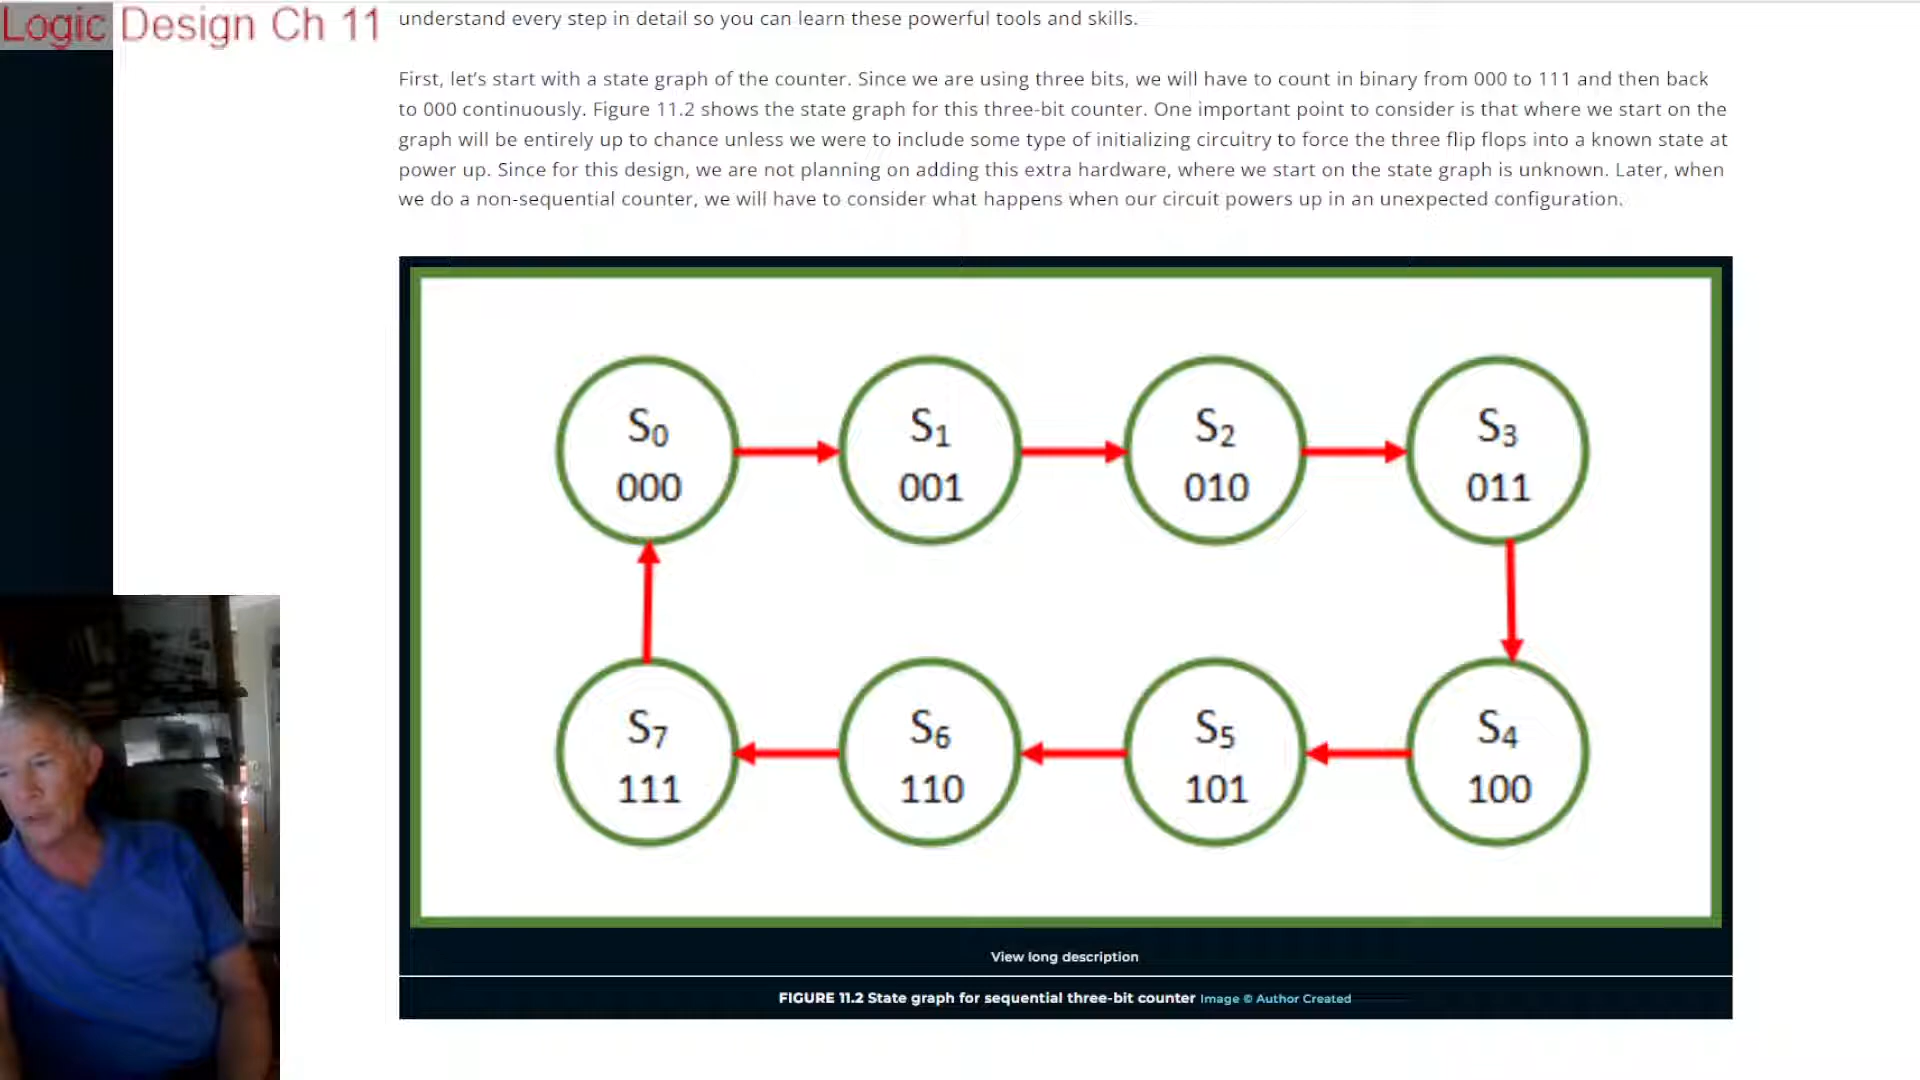 Logic Design Ch 11
understand every step in detail so you can learn these powerful tools and skills.
First, let’s start with a state graph of the counter. Since we are using three bits, we will have to count in binary from 000 to 111 and then back
to 000 continuously. Figure 11.2 shows the state graph for this three-bit counter. One important point to consider is that where we start on the
graph will be entirely up to chance unless we were to include some type of initializing circuitry to force the three flip flops into a known state at
power up. Since for this design, we are not planning on adding this extra hardware, where we start on the state graph is unknown. Later, when
we do a non-sequential counter, we will have to consider what happens when our circuit powers up in an unexpected configuration.
S0 S1 S2 S3
000 001 010 011
S7 S6 S5 S4
111 110 101 100
View long description
FIGURE 11.2 State graph for sequential three-bit counter Image © Author Created